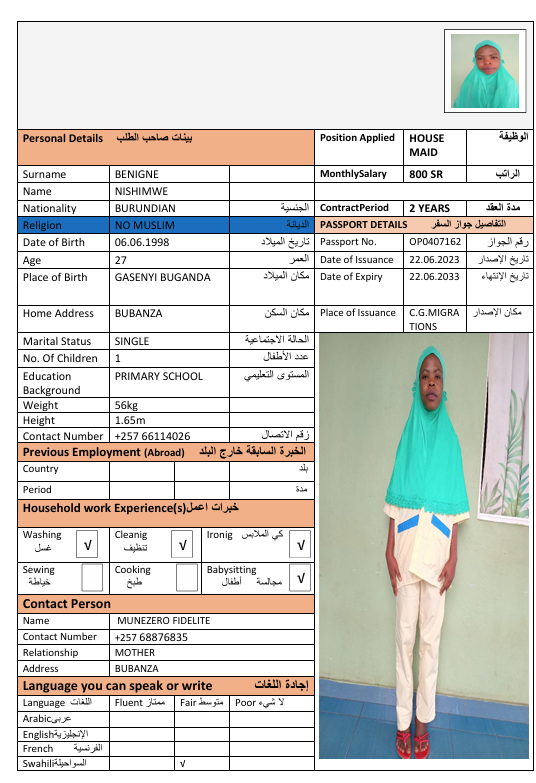 Personal Details بينات صاحب الطلب
Position Applied HOUSE MAID الوظيفة
Surname BENIGNE
MonthlySalary 800 SR الراتب
Name NISHIMWE
Nationality BURUNDIAN الجنسية
ContractPeriod 2 YEARS مدة العقد
Religion NO MUSLIM الديانة
PASSPORT DETAILS التفاصيل جواز السفر
Date of Birth 06.06.1998 تاريخ الميلاد
Passport No. OP0407162 رقم الجواز
Age 27 العمر
Date of Issuance 22.06.2023 تاريخ الإصدار
Place of Birth GASENYI BUGANDA مكان الميلاد
Date of Expiry 22.06.2033 تاريخ الإنتهاء
Home Address BUBANZA مكان السكن
Place of Issuance C.G.MIGRATIONS مكان الإصدار
Marital Status SINGLE الحالة الاجتماعية
No. Of Children 1 عدد الأطفال
Education Background PRIMARY SCHOOL المستوى التعليمي
Weight 56kg
Height 1.65m
Contact Number +257 66114026 رقم الاتصال
Previous Employment (Abroad) الخبرة السابقة خارج البلد
Country بلد
Period مدة
Household work Experience(s) خبرات اعمل
Washing غسل √
Cleanig تنظيف √
Ironig كي الملابس √
Sewing خياطة
Cooking طبخ
Babysitting مجالسة أطفال √
Contact Person
Name MUNEZERO FIDELITE
Contact Number +257 68876835
Relationship MOTHER
Address BUBANZA
Language you can speak or write إجادة اللغات
Language اللغات Fluent ممتاز Fair متوسط Poor لا شيء
Arabic عربي
English الإنجليزية
French الفرنسية
Swahili السواحيلية √